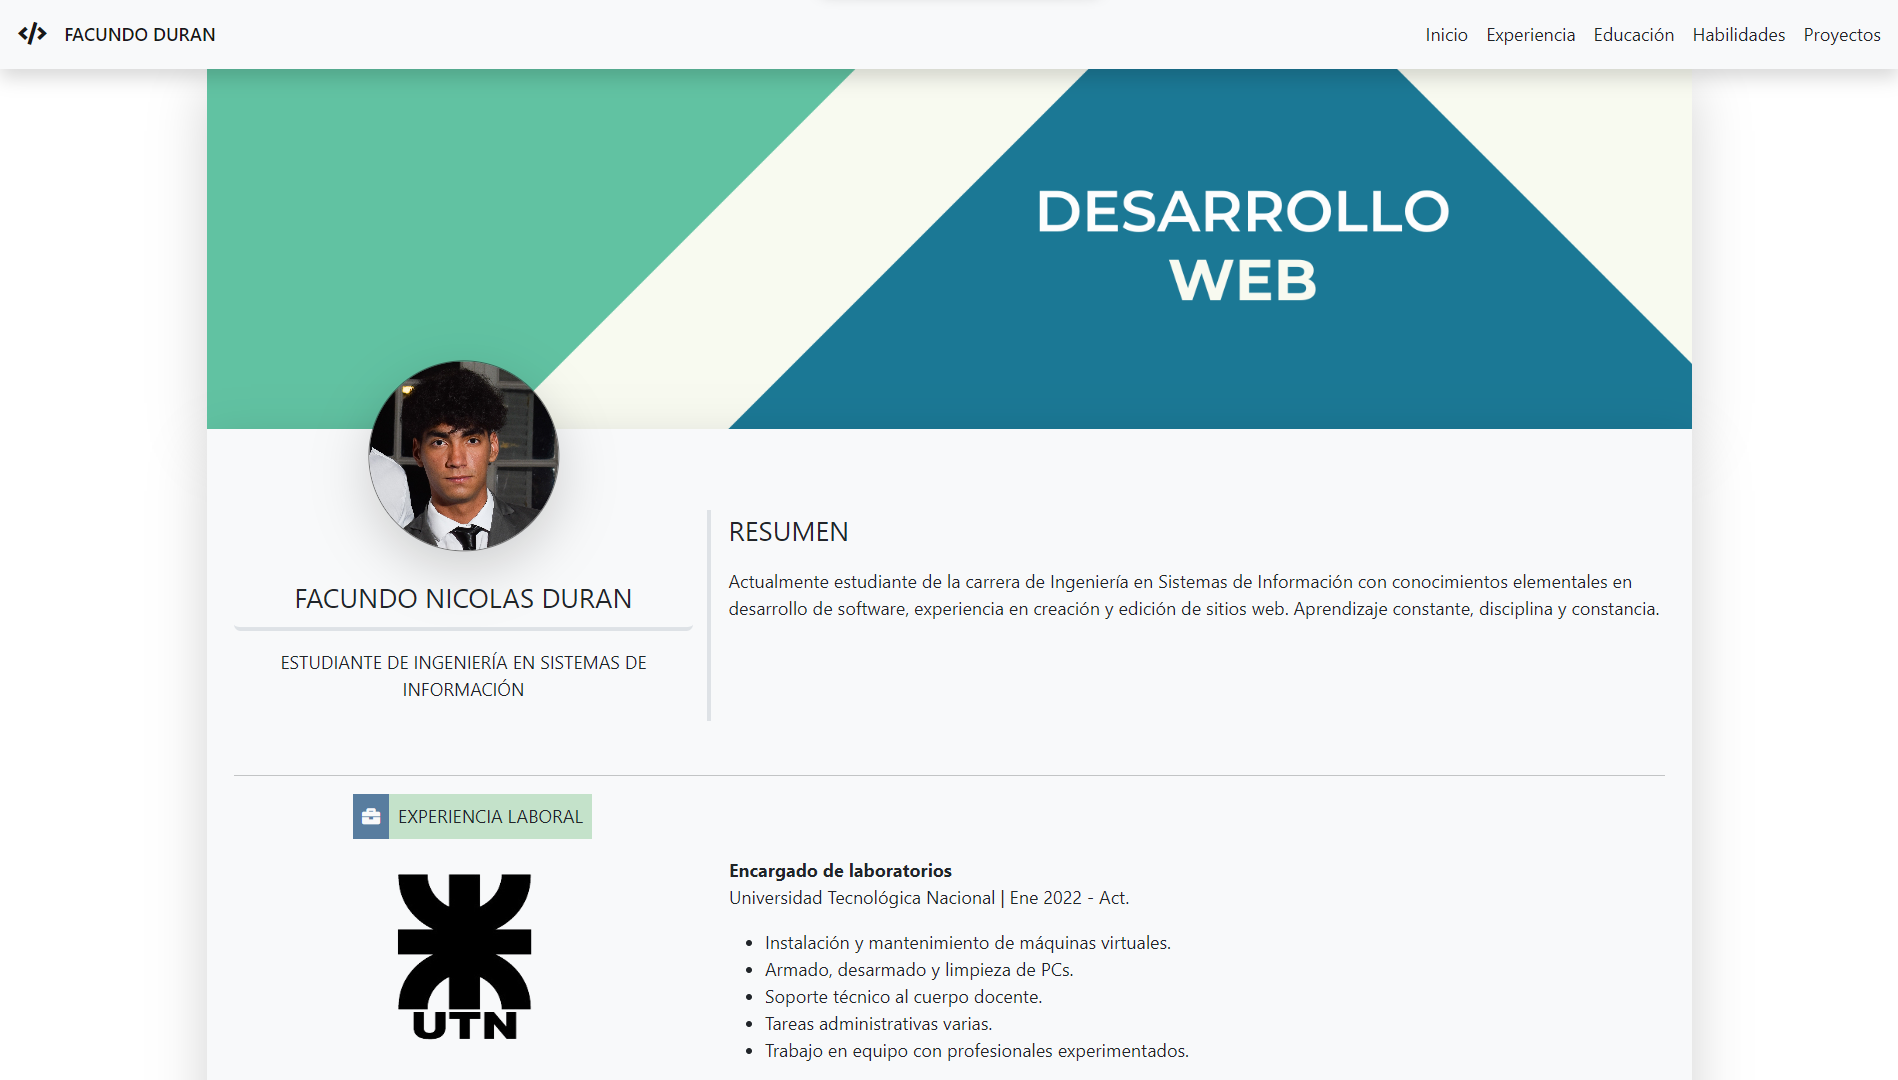 FACUNDO DURAN
Inicio Experiencia Educación Habilidades Proyectos
DESARROLLO
WEB
FACUNDO NICOLAS DURAN
ESTUDIANTE DE INGENIERÍA EN SISTEMAS DE
INFORMACIÓN
RESUMEN
Actualmente estudiante de la carrera de Ingeniería en Sistemas de Información con conocimientos elementales en
desarrollo de software, experiencia en creación y edición de sitios web. Aprendizaje constante, disciplina y constancia.
EXPERIENCIA LABORAL
UTN
Encargado de laboratorios
Universidad Tecnológica Nacional | Ene 2022 - Act.
• Instalación y mantenimiento de máquinas virtuales.
• Armado, desarmado y limpieza de PCs.
• Soporte técnico al cuerpo docente.
• Tareas administrativas varias.
• Trabajo en equipo con profesionales experimentados.